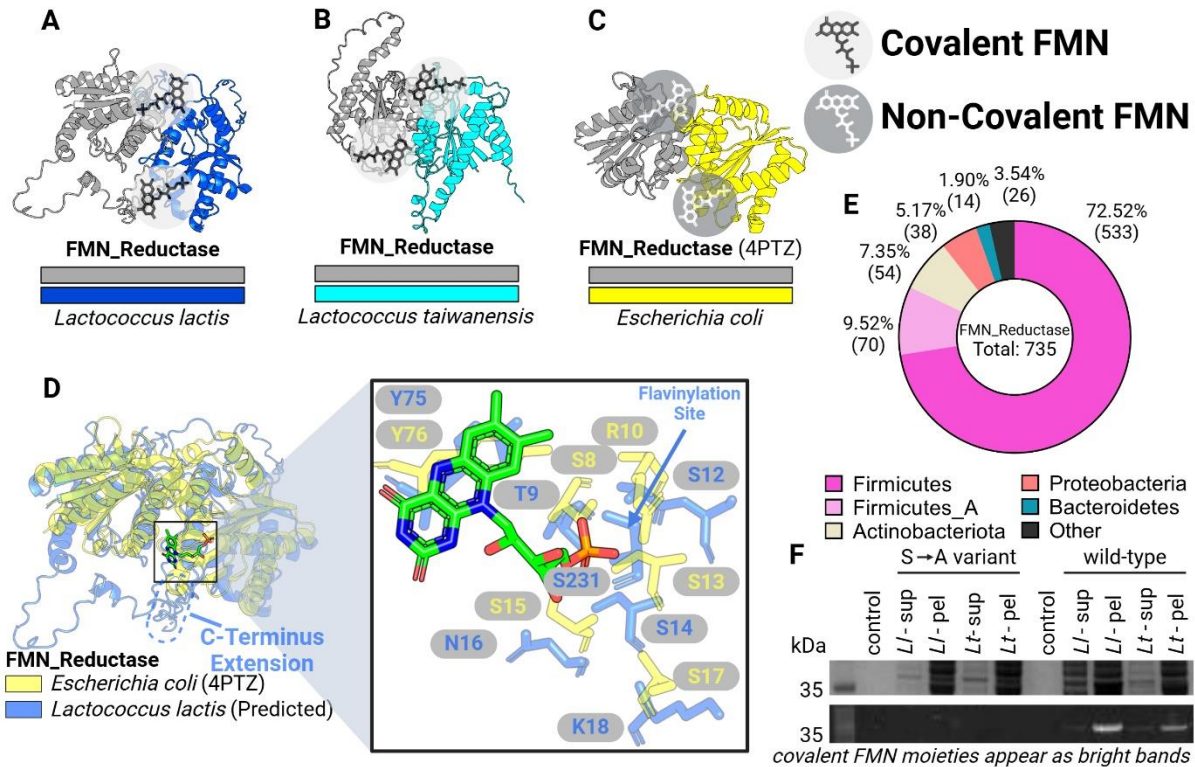 A
B
C
Covalent FMN
Non-Covalent FMN
FMN_Reductase
Lactococcus lactis
FMN_Reductase
Lactococcus taiwanensis
FMN_Reductase (4PTZ)
Escherichia coli
D
C-Terminus
Extension
FMN_Reductase
Escherichia coli (4PTZ)
Lactococcus lactis (Predicted)
Flavinylation
Site
Y75
Y76
R10
S8
S12
T9
S231
S13
S15
S14
N16
S17
K18
E
1.90%
(14)
3.54%
(26)
5.17%
(38)
72.52%
(533)
7.35%
(54)
9.52%
(70)
FMN_Reductase
Total: 735
Firmicutes
Firmicutes_A
Actinobacteriota
Proteobacteria
Bacteroidetes
Other
F
S→A variant
wild-type
kDa
control
Ll- sup
Ll- pel
Lt- sup
Lt- pel
control
Ll- sup
Ll- pel
Lt- sup
Lt- pel
35
35
covalent FMN moieties appear as bright bands